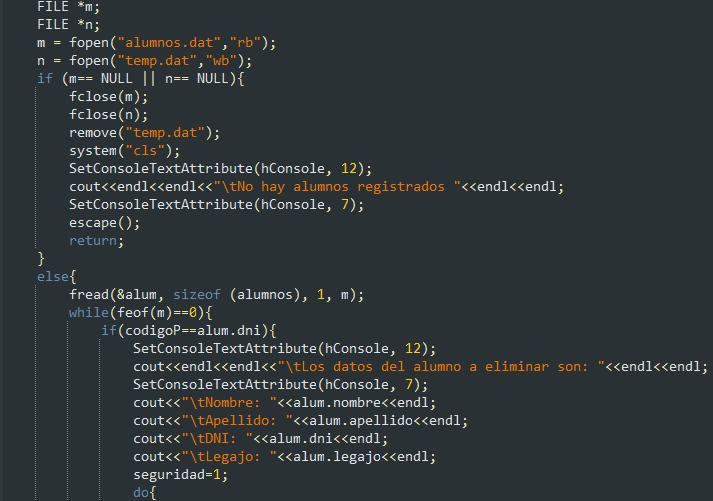 FILE *m;
FILE *n;
m = fopen("alumnos.dat","rb");
n = fopen("temp.dat","wb");
if (m== NULL || n== NULL){
fclose(m);
fclose(n);
remove("temp.dat");
system("cls");
SetConsoleTextAttribute(hConsole, 12);
cout<<endl<<endl<<"\tNo hay alumnos registrados "<<endl<<endl;
SetConsoleTextAttribute(hConsole, 7);
escape();
return;
}
else{
fread(&alum, sizeof (alumnos), 1, m);
while(feof(m)==0){
if(codigoP==alum.dni){
SetConsoleTextAttribute(hConsole, 12);
cout<<endl<<endl<<"\tLos datos del alumno a eliminar son: "<<endl<<endl;
SetConsoleTextAttribute(hConsole, 7);
cout<<"\tNombre: "<<alum.nombre<<endl;
cout<<"\tApellido: "<<alum.apellido<<endl;
cout<<"\tDNI: "<<alum.dni<<endl;
cout<<"\tLegajo: "<<alum.legajo<<endl;
seguridad=1;
do{